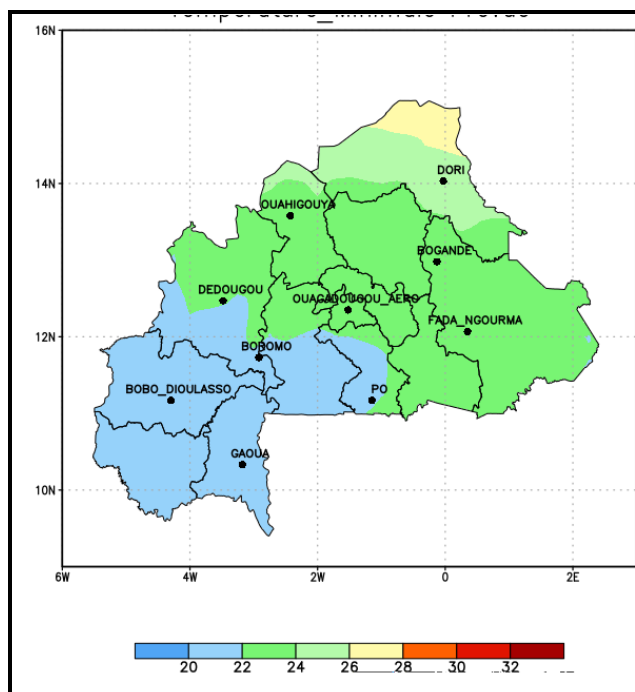 16N
DORI
14N
OUAHIGOUYA
BOGANDE
DEDOUGOU
OUAGADOUGOU_AERO
FADA_NGOURMA
12N
BOROMO
BOBO_DIOULASSO
PO
GAOUA
10N
6W 4W 2W 0 2E
20 22 24 26 28 30 32